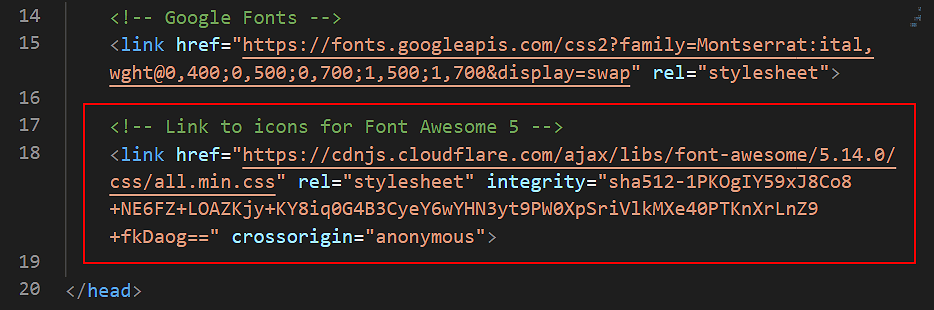 14 <!-- Google Fonts -->
15 <link href="https://fonts.googleapis.com/css2?family=Montserrat:ital,
wght@0,400;0,500;0,700;1,500;1,700&display=swap" rel="stylesheet">
16
17 <!-- Link to icons for Font Awesome 5 -->
18 <link href="https://cdnjs.cloudflare.com/ajax/libs/font-awesome/5.14.0/
css/all.min.css" rel="stylesheet" integrity="sha512-1PKOgIY59xJ8Co8
+NE6FZ+LOAZKjy+KY8iq0G4B3CyeY6wYHN3yt9PW0XpSriVlkMXe40PTKnXrLnZ9
+fkDaog==" crossorigin="anonymous">
19
20 </head>